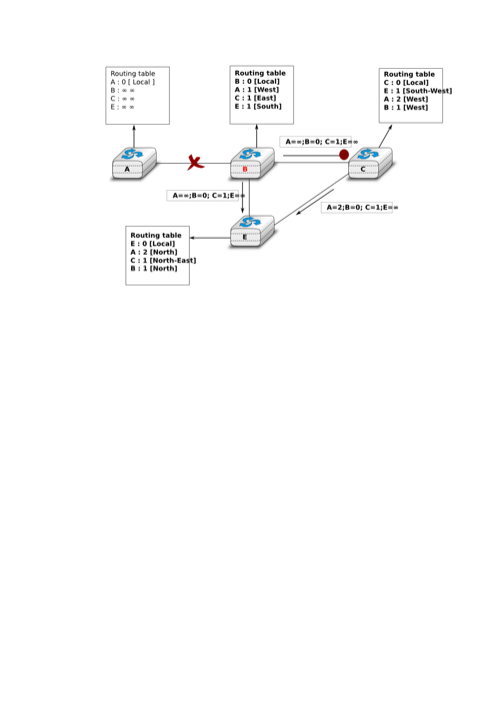 Routing table
A : 0 [ Local ]
B : ∞ ∞
C : ∞ ∞
E : ∞ ∞
Routing table
B : 0 [Local]
A : 1 [West]
C : 1 [East]
E : 1 [South]
Routing table
C : 0 [Local]
E : 1 [South-West]
A : 2 [West]
B : 1 [West]
A=∞;B=0; C=1;E=∞
A
B
C
A=∞;B=0; C=1;E=∞
A=2;B=0; C=1;E=∞
E
Routing table
E : 0 [Local]
A : 2 [North]
C : 1 [North-East]
B : 1 [North]